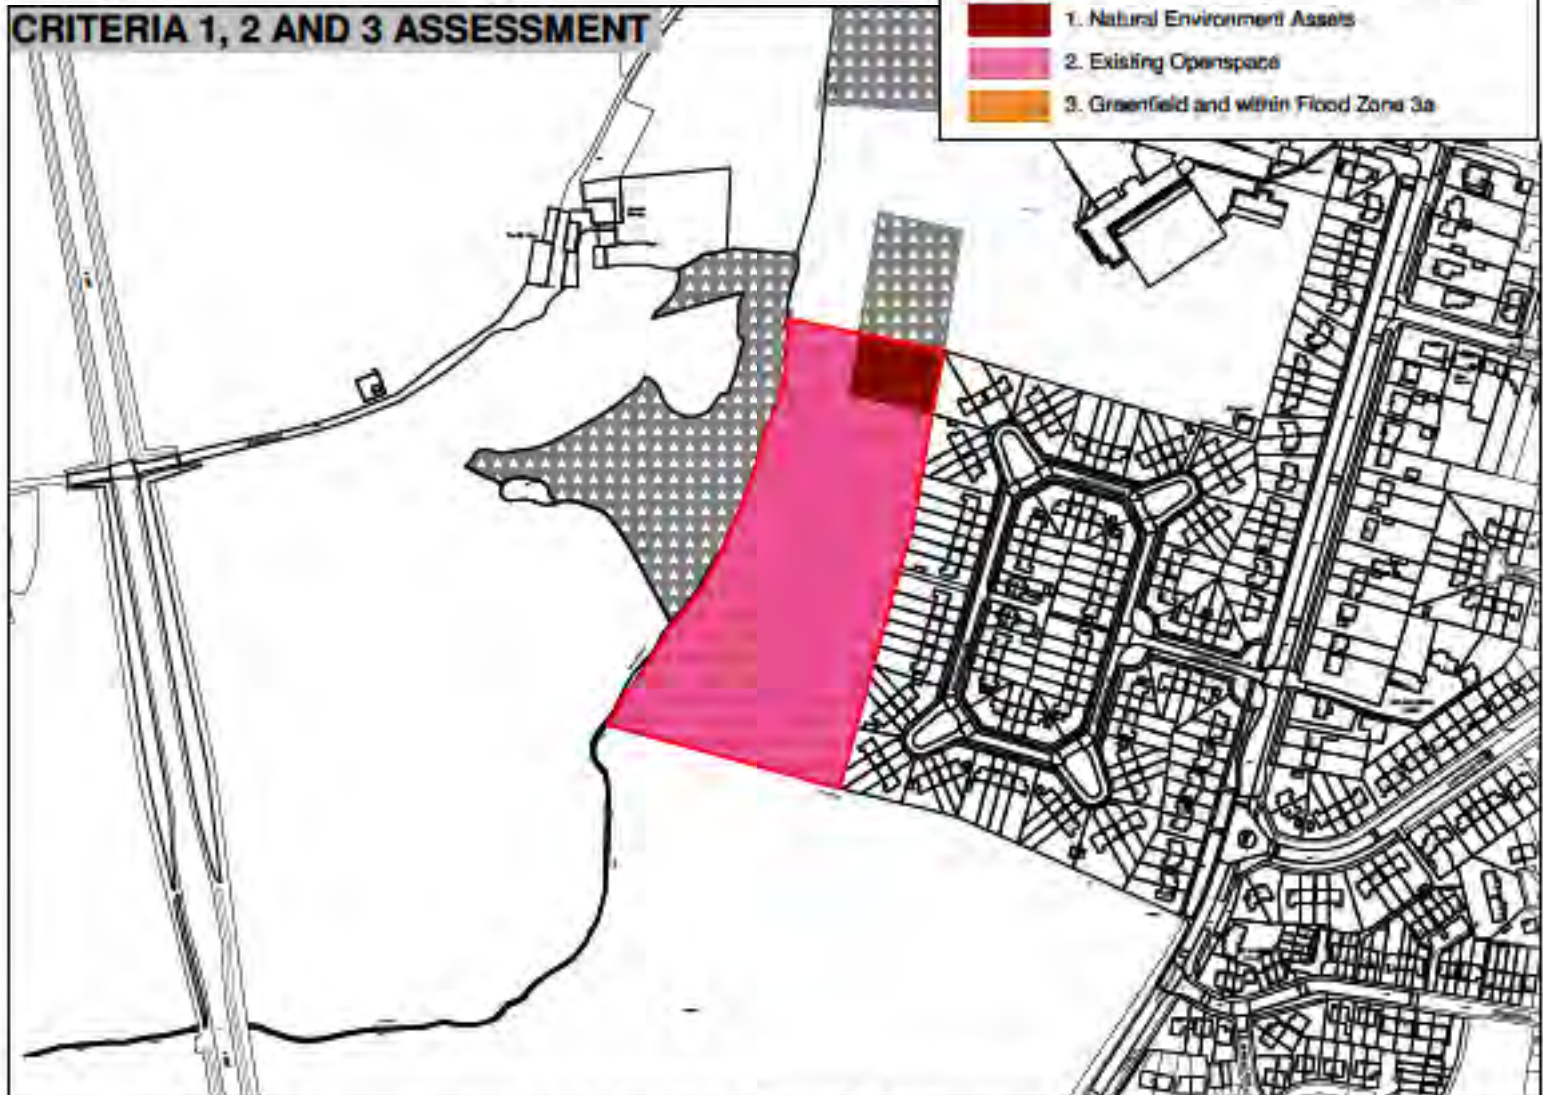 CRITERIA 1, 2 AND 3 ASSESSMENT
1. Natural Environment Assets
2. Existing Openspace
3. Greenfield and within Flood Zone 3a